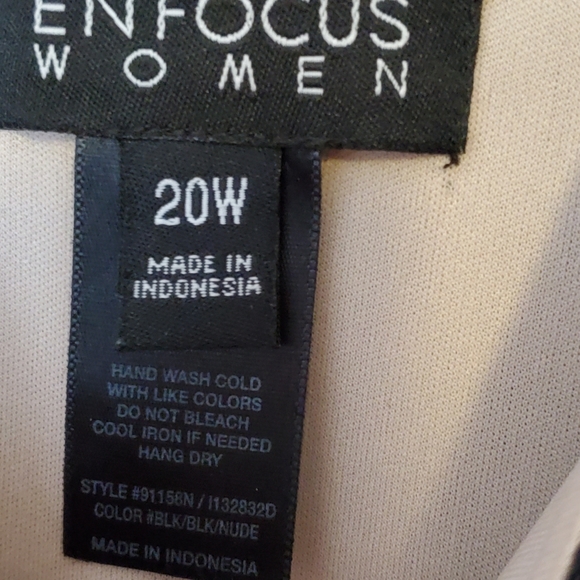 ENFOCUS
WOMEN
20W
MADE IN
INDONESIA
HAND WASH COLD
WITH LIKE COLORS
DO NOT BLEACH
COOL IRON IF NEEDED
HANG DRY
STYLE #91158N / I132832D
COLOR #BLK/BLK/NUDE
MADE IN INDONESIA